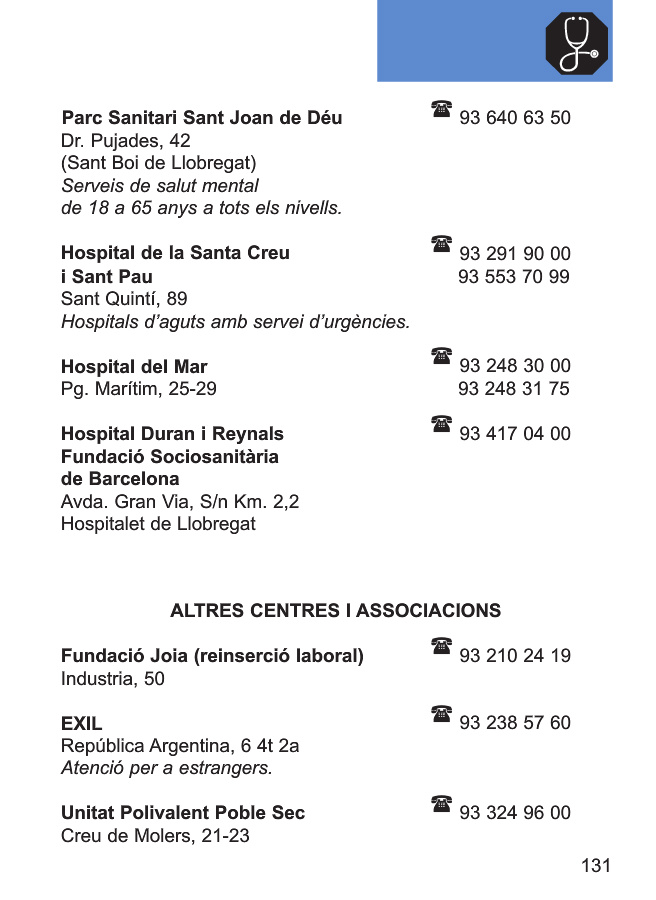 Parc Sanitari Sant Joan de Déu 93 640 63 50
Dr. Pujades, 42
(Sant Boi de Llobregat)
Serveis de salut mental
de 18 a 65 anys a tots els nivells.
Hospital de la Santa Creu 93 291 90 00
i Sant Pau 93 553 70 99
Sant Quintí, 89
Hospitals d'aguts amb servei d'urgències.
Hospital del Mar 93 248 30 00
Pg. Marítim, 25-29 93 248 31 75
Hospital Duran i Reynals 93 417 04 00
Fundació Sociosanitària
de Barcelona
Avda. Gran Via, S/n Km. 2,2
Hospitalet de Llobregat
ALTRES CENTRES I ASSOCIACIONS
Fundació Joia (reinserció laboral) 93 210 24 19
Industria, 50
EXIL 93 238 57 60
República Argentina, 6 4t 2a
Atenció per a estrangers.
Unitat Polivalent Poble Sec 93 324 96 00
Creu de Molers, 21-23
131